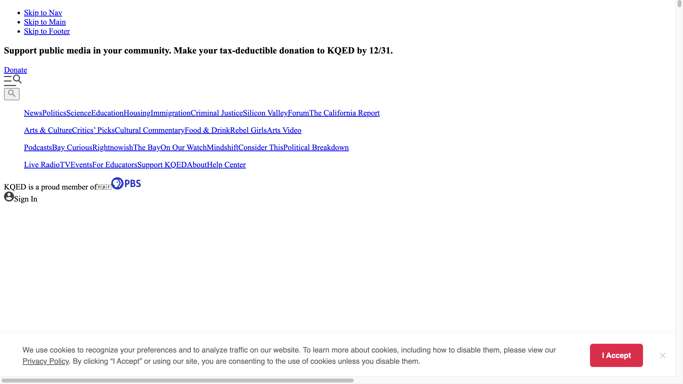 Skip to Nav
Skip to Main
Skip to Footer
Support public media in your community. Make your tax-deductible donation to KQED by 12/31.
Donate
NewsPoliticsScienceEducationHousingImmigrationCriminal JusticeSilicon ValleyForumThe California Report
Arts & CultureCritics' PicksCultural CommentaryFood & DrinkRebel GirlsArts Video
PodcastsBay CuriousRightnowishThe BayOn Our WatchMindshiftConsider ThisPolitical Breakdown
Live RadioTVEventsFor EducatorsSupport KQEDAboutHelp Center
KQED is a proud member of PBS
Sign In
We use cookies to recognize your preferences and to analyze traffic on our website. To learn more about cookies, including how to disable them, please view our
Privacy Policy. By clicking "I Accept" or using our site, you are consenting to the use of cookies unless you disable them.
I Accept